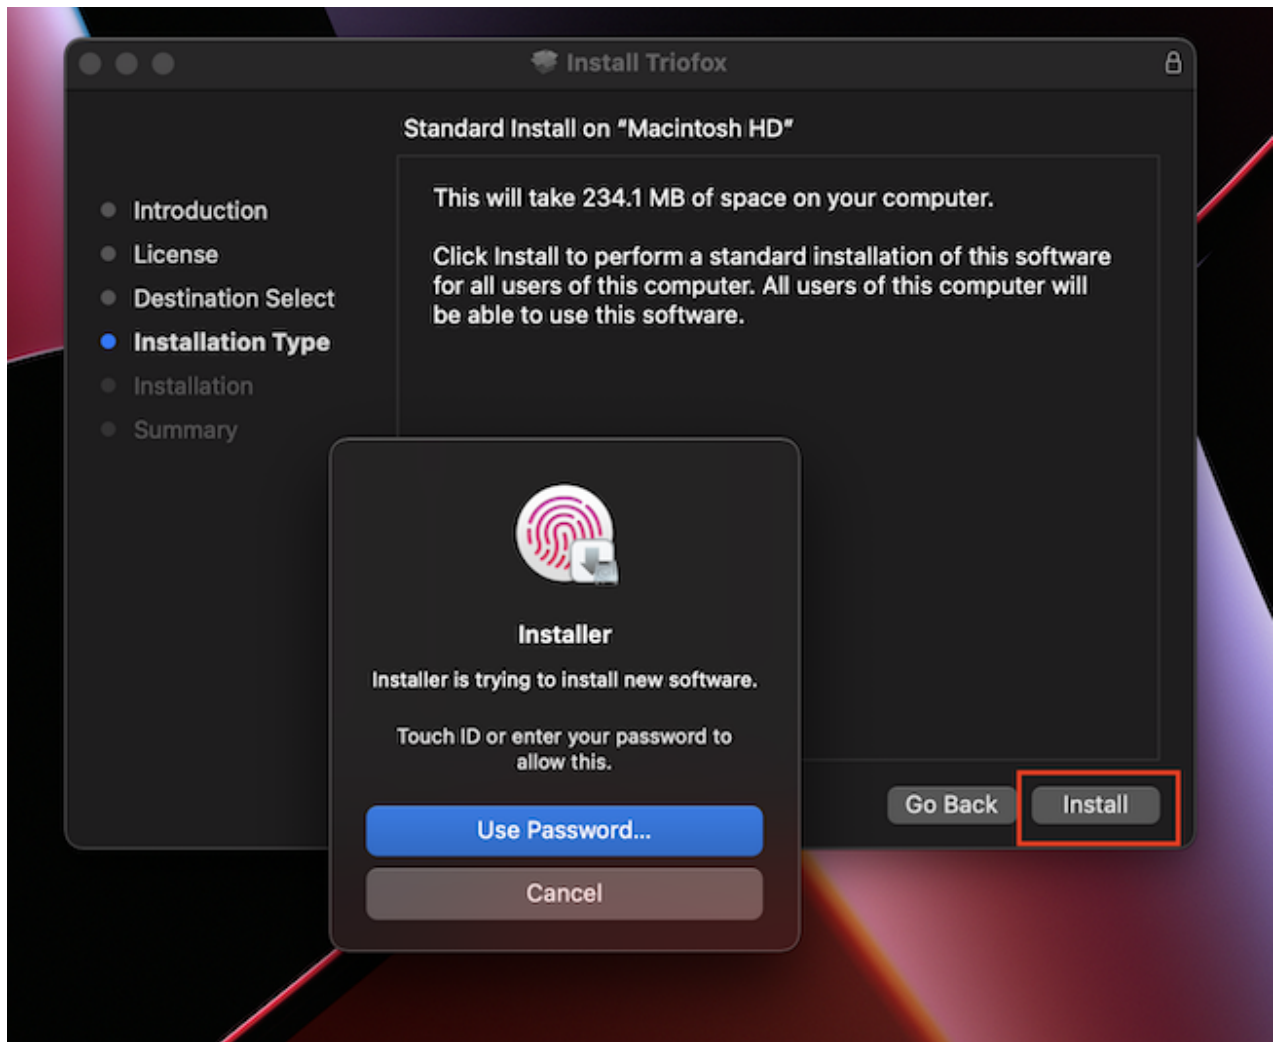 Install Triofox
Standard Install on “Macintosh HD”
Introduction
License
Destination Select
Installation Type
Installation
Summary
This will take 234.1 MB of space on your computer.
Click Install to perform a standard installation of this software
for all users of this computer. All users of this computer will
be able to use this software.
Installer
Installer is trying to install new software.
Touch ID or enter your password to
allow this.
Use Password...
Cancel
Go Back
Install